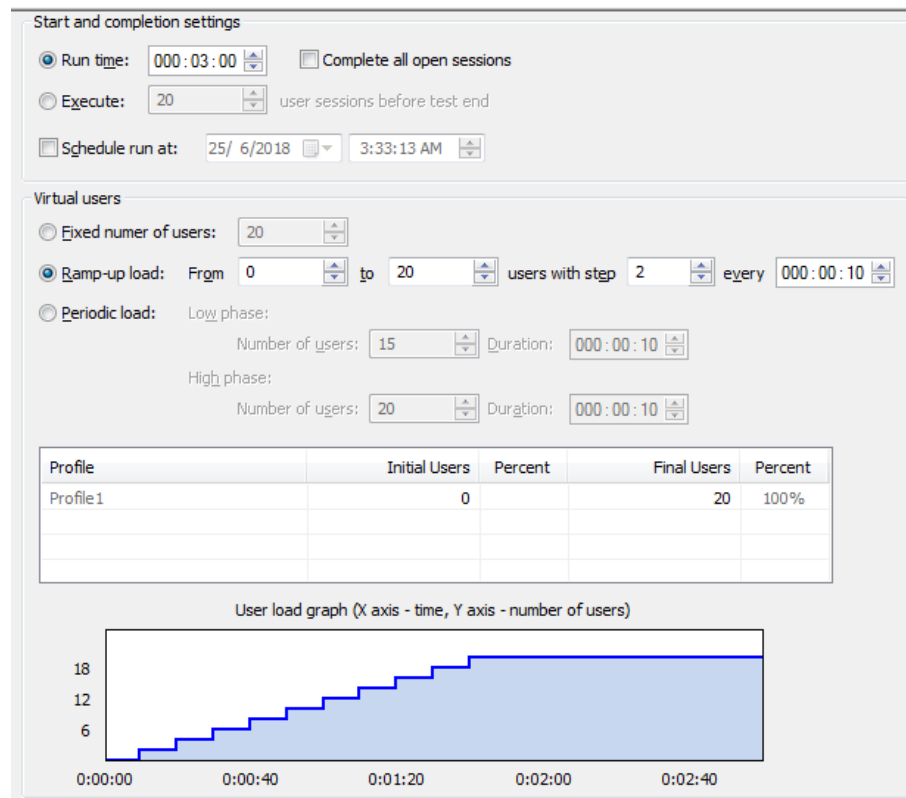 Start and completion settings
Run time: 000:03:00 Complete all open sessions
Execute: 20 user sessions before test end
Schedule run at: 25/ 6/2018 3:33:13 AM
Virtual users
Fixed numer of users: 20
Ramp-up load: From 0 to 20 users with step 2 every 000:00:10
Periodic load: Low phase:
Number of users: 15 Duration: 000:00:10
High phase:
Number of users: 20 Duration: 000:00:10
Profile Initial Users Percent Final Users Percent
Profile1 0 20 100%
User load graph (X axis - time, Y axis - number of users)
18
12
6
0:00:00 0:00:40 0:01:20 0:02:00 0:02:40